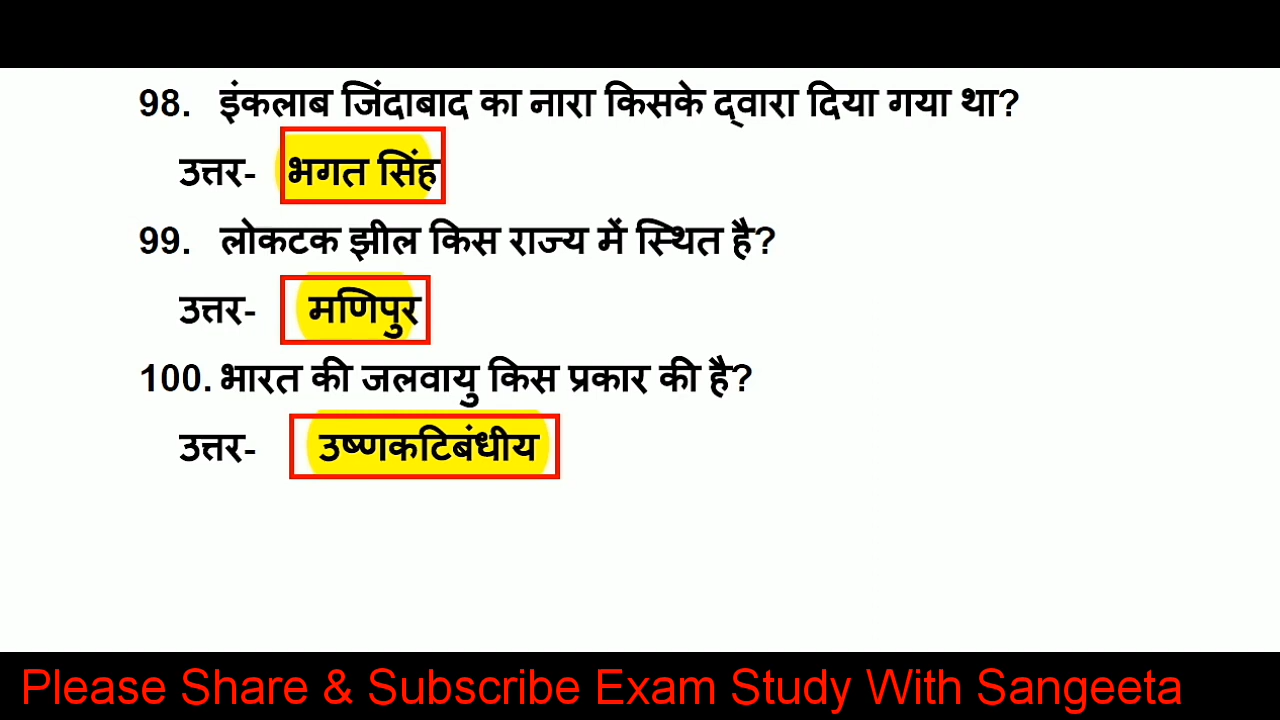 98. इंकलाब जिंदाबाद का नारा किसके द्वारा दिया गया था?
उत्तर- भगत सिंह
99. लोकटक झील किस राज्य में स्थित है?
उत्तर- मणिपुर
100. भारत की जलवायु किस प्रकार की है?
उत्तर- उष्णकटिबंधीय
Please Share & Subscribe Exam Study With Sangeeta